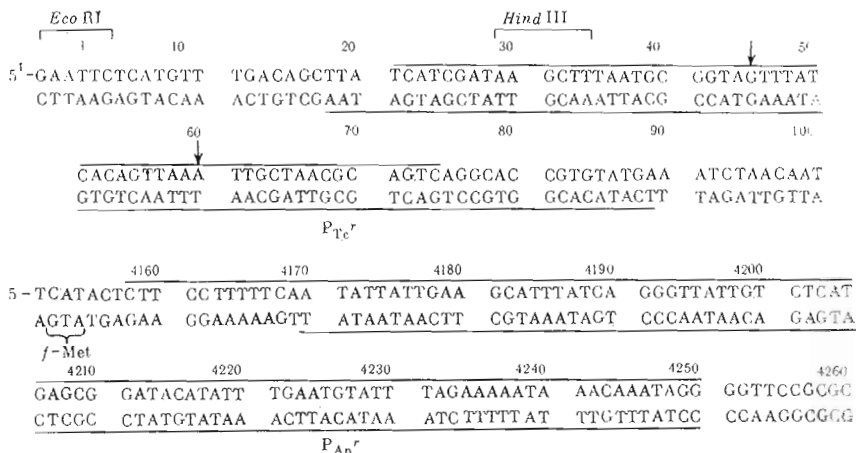 Eco RI Hind III
1 10 20 30 40 50
5'-GAATTCTCATGTT TGACAGCTTA TCATCGATAA GCTTTAATGC GGTAGTTTAT
CTTAAGAGTACAA ACTGTCGAAT AGTAGCTATT GCAAATTACG CCATGAAATA
60 70 80 90 100
CACAGTTAAA TTGCTAACGC AGTCAGGCAC CGTGTATGAA ATCTAACAAT
GTGTCAATTT AACGATTGCG TCAGTCCGTG GCACATACTT TAGATTGTTA
PTcr
4160 4170 4180 4190 4200
5-TCATACTCTT CCTTTTTCAA TATTATTGAA GCATTTATCA GGGTTATTGT CTCAT
AGTATGAGAA GGAAAAAGTT ATAATAACTT CGTAAATAGT CCCAATAACA GAGTA
f-Met
4210 4220 4230 4240 4250 4260
GAGCG GATACATATT TGAATGTATT TAGAAAAATA AACAAATAGG GGTTCCGCGC
CTCGC CTATGTATAA ACTTACATAA ATCTTTTTAT TTGTTTATCC CCAAGGCGCG
PApr